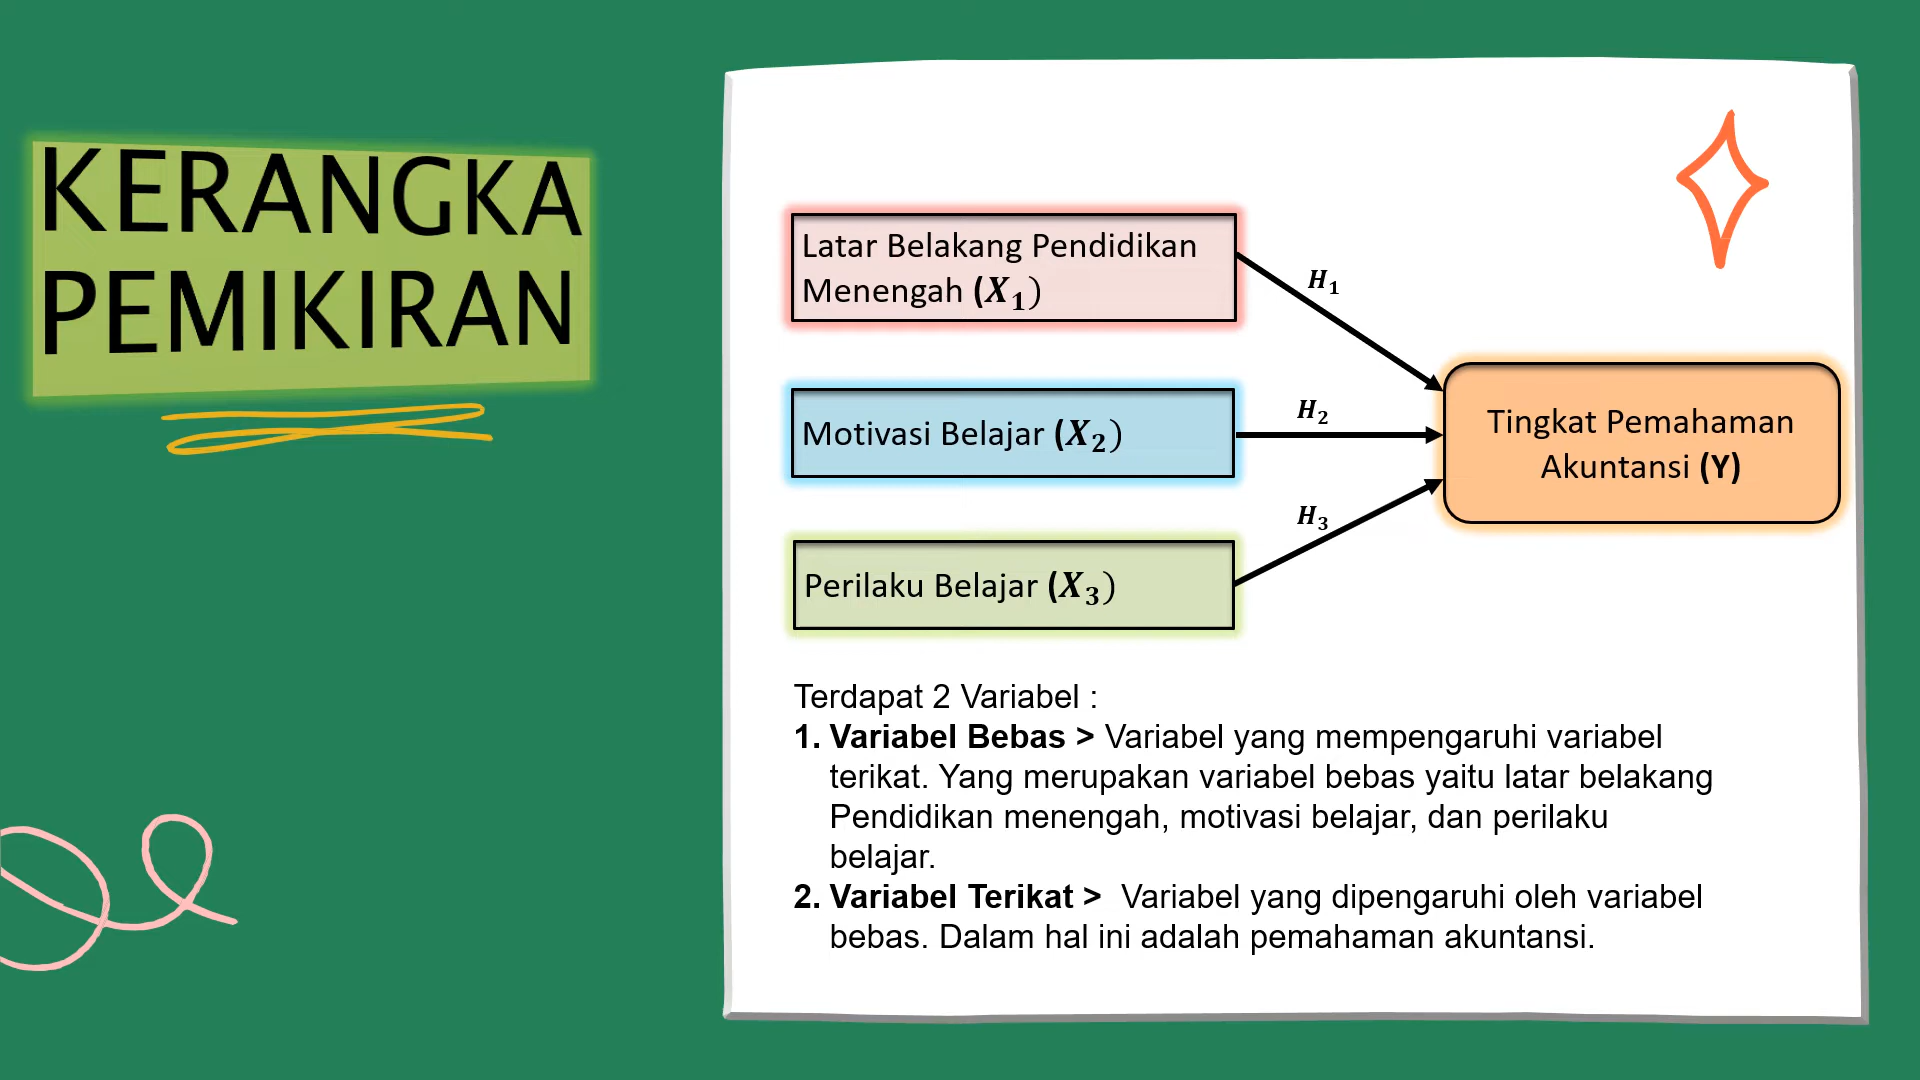 KERANGKA
PEMIKIRAN
Latar Belakang Pendidikan
Menengah (X₁)
H₁
Motivasi Belajar (X₂)
H₂
Tingkat Pemahaman
Akuntansi (Y)
H₃
Perilaku Belajar (X₃)
Terdapat 2 Variabel :
1. Variabel Bebas > Variabel yang mempengaruhi variabel
terikat. Yang merupakan variabel bebas yaitu latar belakang
Pendidikan menengah, motivasi belajar, dan perilaku
belajar.
2. Variabel Terikat > Variabel yang dipengaruhi oleh variabel
bebas. Dalam hal ini adalah pemahaman akuntansi.